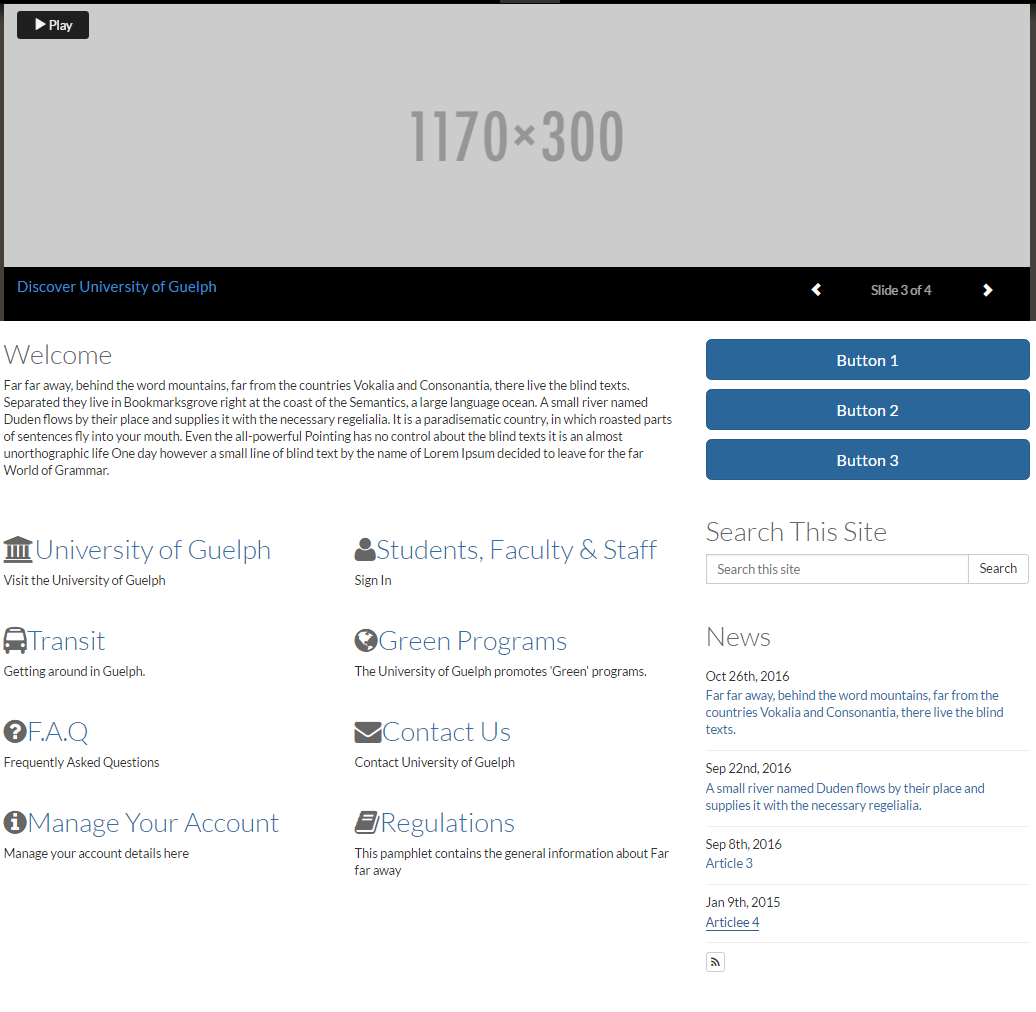 Play
1170×300
Discover University of Guelph
Slide 3 of 4
Welcome
Far far away, behind the word mountains, far from the countries Vokalia and Consonantia, there live the blind texts.
Separated they live in Bookmarksgrove right at the coast of the Semantics, a large language ocean. A small river named
Duden flows by their place and supplies it with the necessary regelialia. It is a paradisematic country, in which roasted parts
of sentences fly into your mouth. Even the all-powerful Pointing has no control about the blind texts it is an almost
unorthographic life One day however a small line of blind text by the name of Lorem Ipsum decided to leave for the far
World of Grammar.
University of Guelph
Visit the University of Guelph
Students, Faculty & Staff
Sign In
Transit
Getting around in Guelph.
Green Programs
The University of Guelph promotes 'Green' programs.
F.A.Q
Frequently Asked Questions
Contact Us
Contact University of Guelph
Manage Your Account
Manage your account details here
Regulations
This pamphlet contains the general information about Far
far away
Button 1
Button 2
Button 3
Search This Site
Search this site
Search
News
Oct 26th, 2016
Far far away, behind the word mountains, far from the
countries Vokalia and Consonantia, there live the blind
texts.
Sep 22nd, 2016
A small river named Duden flows by their place and
supplies it with the necessary regelialia.
Sep 8th, 2016
Article 3
Jan 9th, 2015
Articlee 4